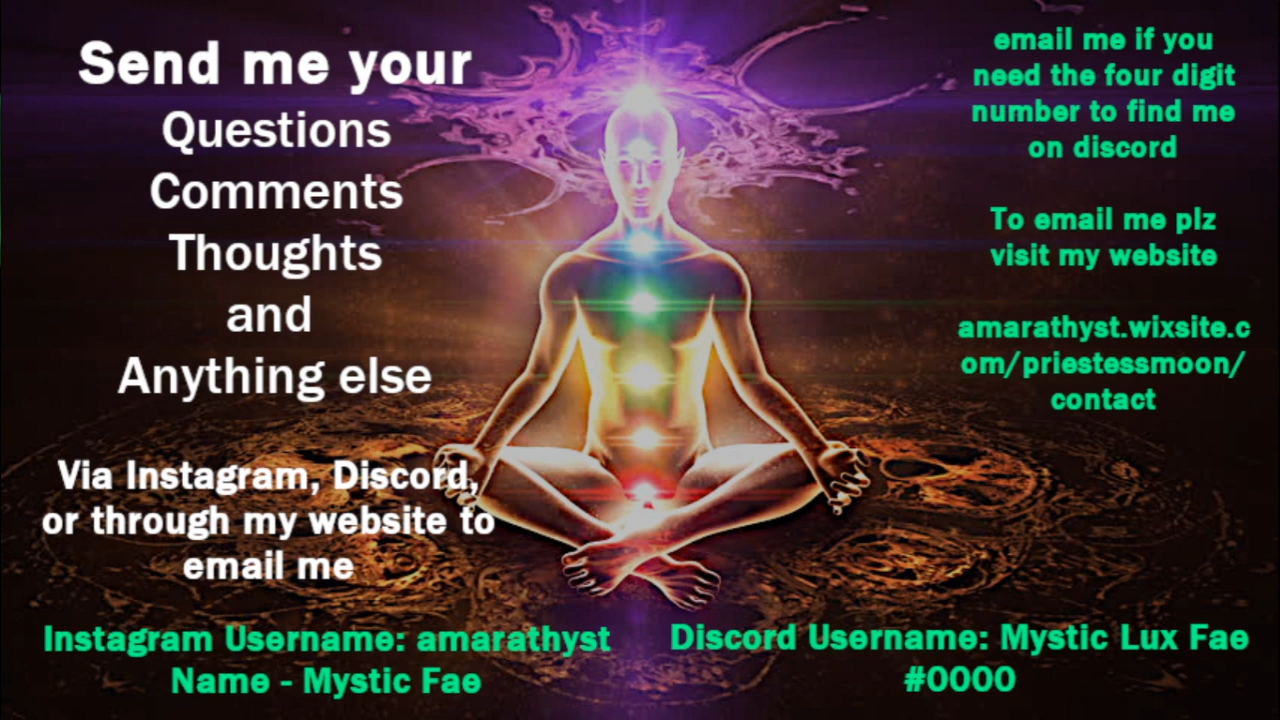 Send me your
Questions
Comments
Thoughts
and
Anything else
Via Instagram, Discord,
or through my website to
email me
Instagram Username: amarathyst
Name - Mystic Fae
email me if you
need the four digit
number to find me
on discord
To email me plz
visit my website
amarathyst.wixsite.c
om/priestessmoon/
contact
Discord Username: Mystic Lux Fae
#0000